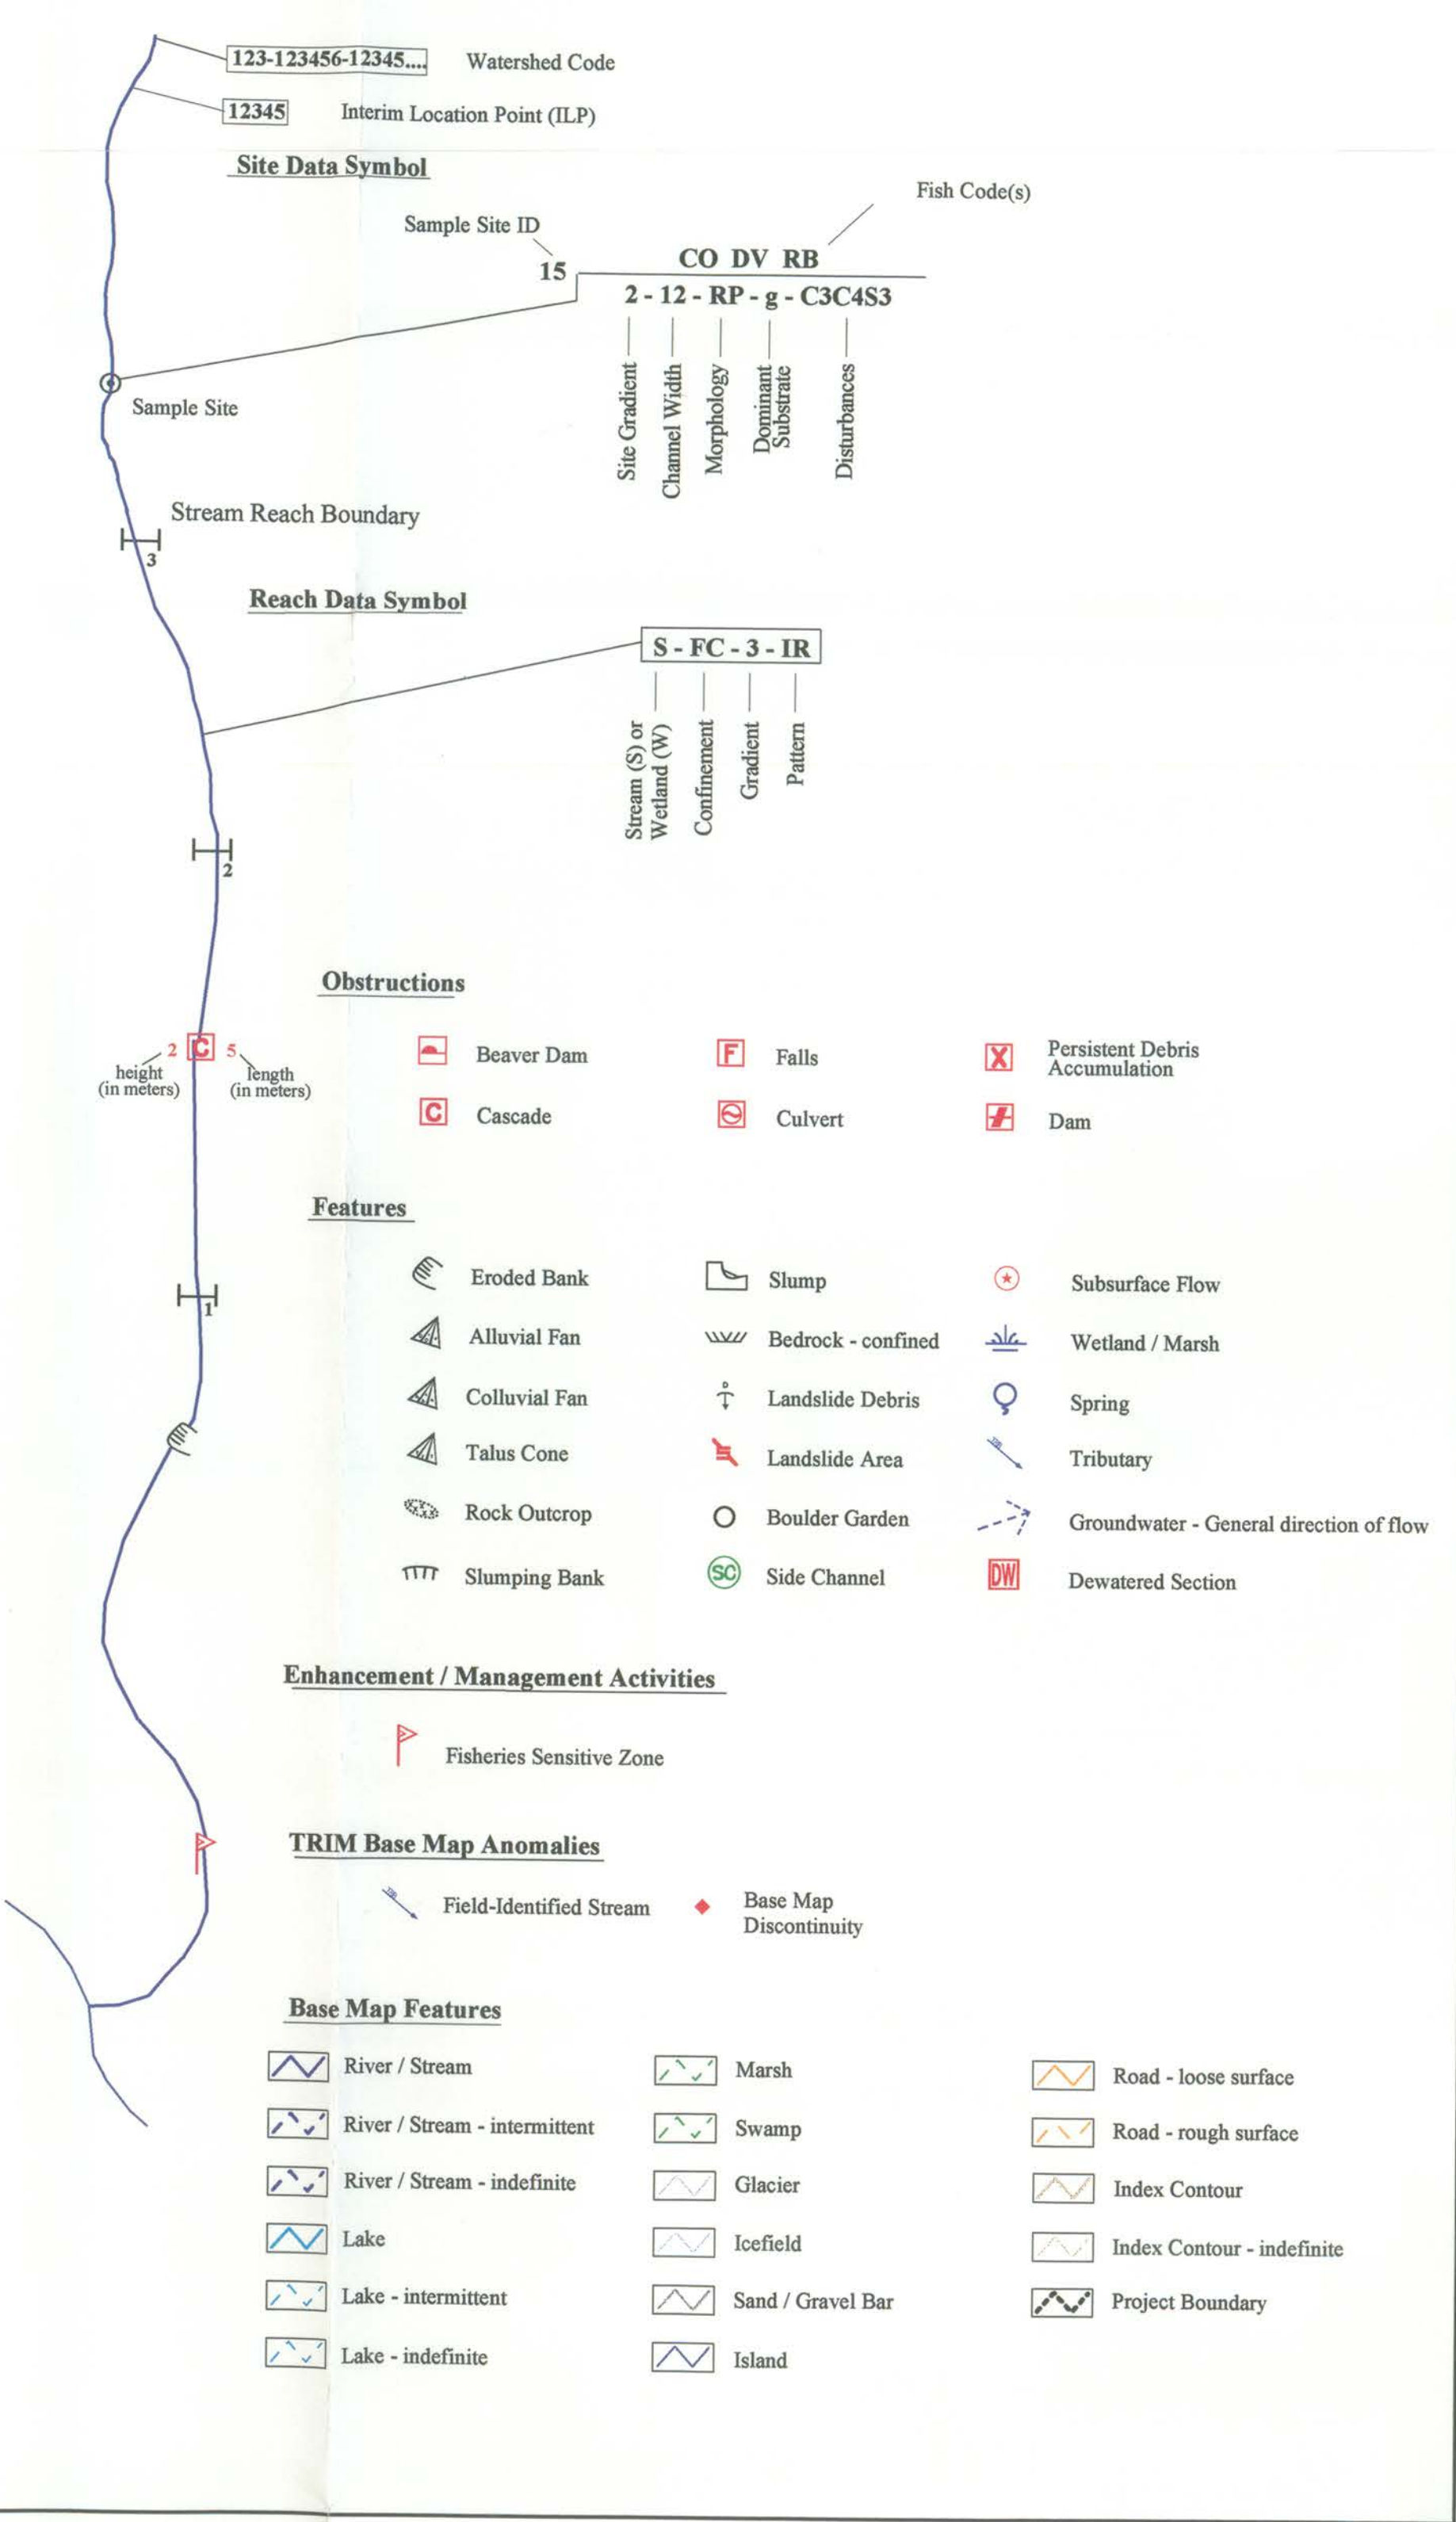 123-123456-12345.... Watershed Code
12345 Interim Location Point (ILP)
Site Data Symbol
Fish Code(s)
Sample Site ID
CO DV RB
15
2 - 12 - RP - g - C3C4S3
Site Gradient
Channel Width
Morphology
Dominant
Substrate
Disturbances
Sample Site
Stream Reach Boundary
3
Reach Data Symbol
S - FC - 3 - IR
Stream (S) or
Wetland (W)
Confinement
Gradient
Pattern
2
Obstructions
2 C 5
height
(in meters)
length
(in meters)
Beaver Dam
F Falls
X Persistent Debris
Accumulation
C Cascade
Culvert
Dam
Features
Eroded Bank
Slump
Subsurface Flow
1
Alluvial Fan
Bedrock - confined
Wetland / Marsh
Colluvial Fan
Landslide Debris
Spring
Talus Cone
Landslide Area
Tributary
Rock Outcrop
Boulder Garden
Groundwater - General direction of flow
Slumping Bank
SC Side Channel
DW Dewatered Section
Enhancement / Management Activities
Fisheries Sensitive Zone
TRIM Base Map Anomalies
Field-Identified Stream
Base Map
Discontinuity
Base Map Features
River / Stream
Marsh
Road - loose surface
River / Stream - intermittent
Swamp
Road - rough surface
River / Stream - indefinite
Glacier
Index Contour
Lake
Icefield
Index Contour - indefinite
Lake - intermittent
Sand / Gravel Bar
Project Boundary
Lake - indefinite
Island